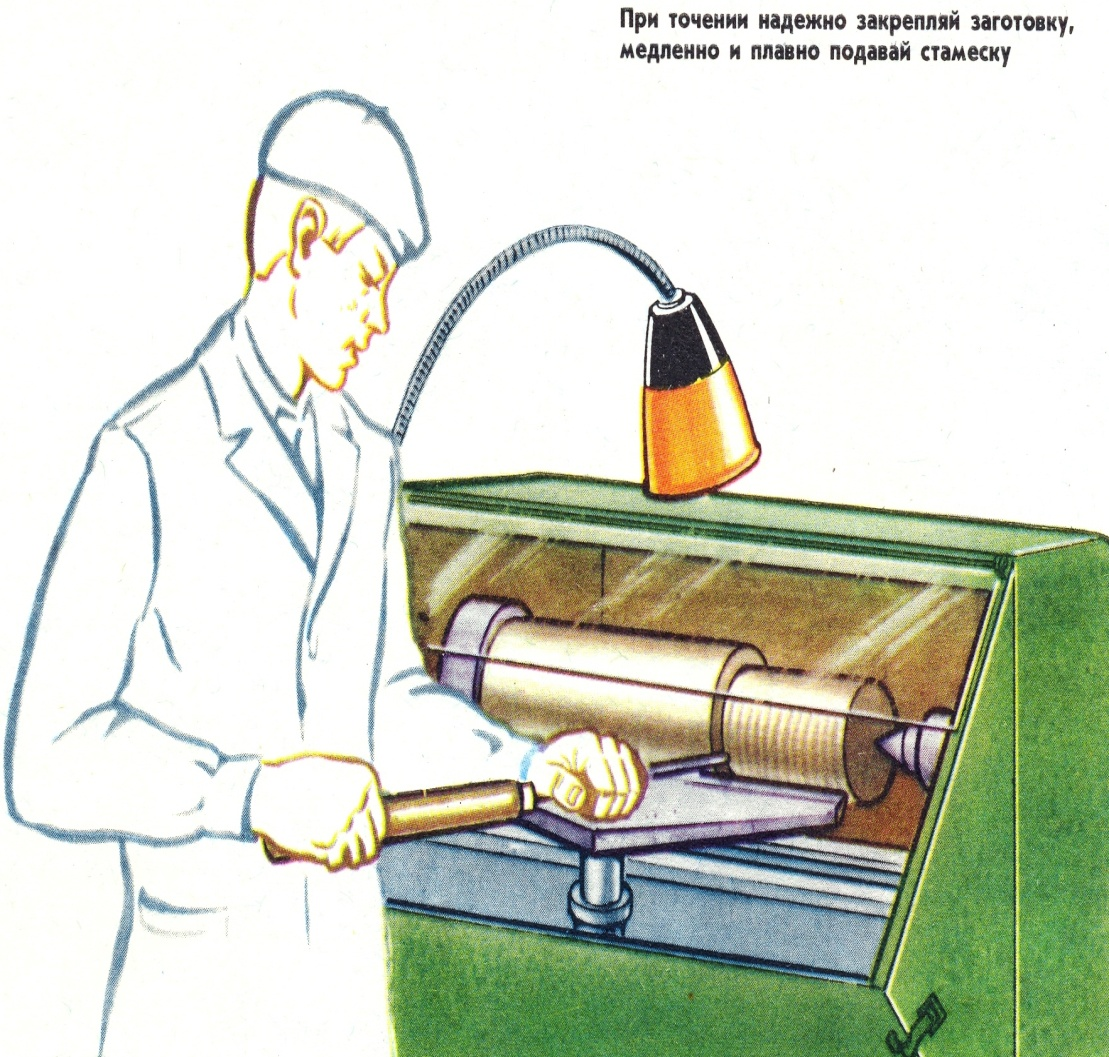 При точении надежно закрепляй заготовку,
медленно и плавно подавай стамеску